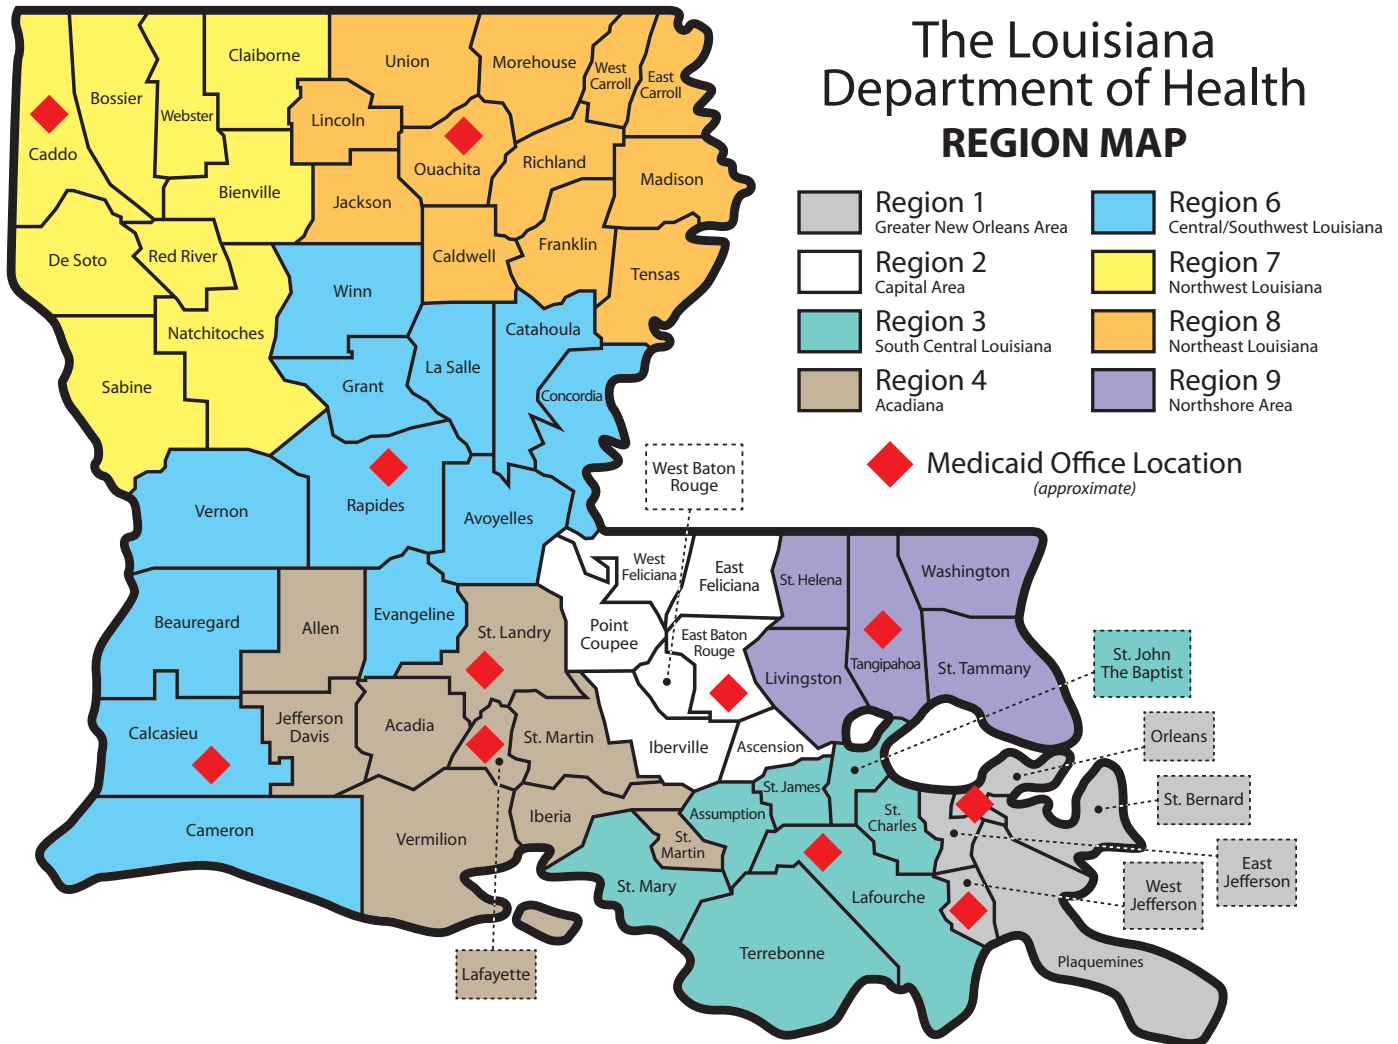 The Louisiana
Department of Health
REGION MAP
Region 1
Greater New Orleans Area
Region 2
Capital Area
Region 3
South Central Louisiana
Region 4
Acadiana
Region 6
Central/Southwest Louisiana
Region 7
Northwest Louisiana
Region 8
Northeast Louisiana
Region 9
Northshore Area
Medicaid Office Location
(approximate)
Claiborne
Union
Morehouse
West
Carroll
East
Carroll
Bossier
Webster
Lincoln
Caddo
Ouachita
Richland
Madison
Bienville
Jackson
De Soto
Red River
Caldwell
Franklin
Tensas
Winn
Natchitoches
Catahoula
Sabine
Grant
La Salle
Concordia
West Baton
Rouge
Vernon
Rapides
Avoyelles
West
Feliciana
East
Feliciana
St. Helena
Washington
Beauregard
Allen
Evangeline
St. Landry
Point
Coupee
East Baton
Rouge
Tangipahoa
St. Tammany
Livingston
St. John
The Baptist
Calcasieu
Jefferson
Davis
Acadia
St. Martin
Iberville
Ascension
Orleans
St. James
St. Bernard
Cameron
Vermilion
Iberia
Assumption
St.
Charles
St.
Martin
East
Jefferson
St. Mary
Lafourche
West
Jefferson
Terrebonne
Plaquemines
Lafayette